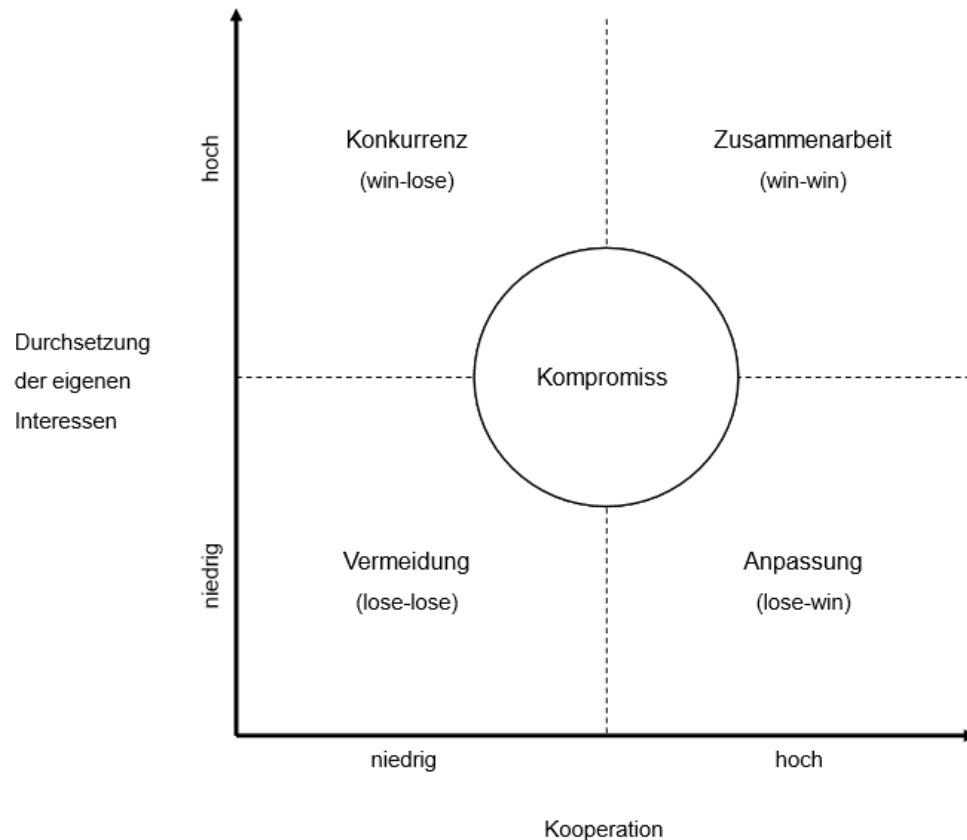 hoch
Konkurrenz
(win-lose)
Zusammenarbeit
(win-win)
Durchsetzung
der eigenen
Interessen
Kompromiss
niedrig
Vermeidung
(lose-lose)
Anpassung
(lose-win)
niedrig
hoch
Kooperation